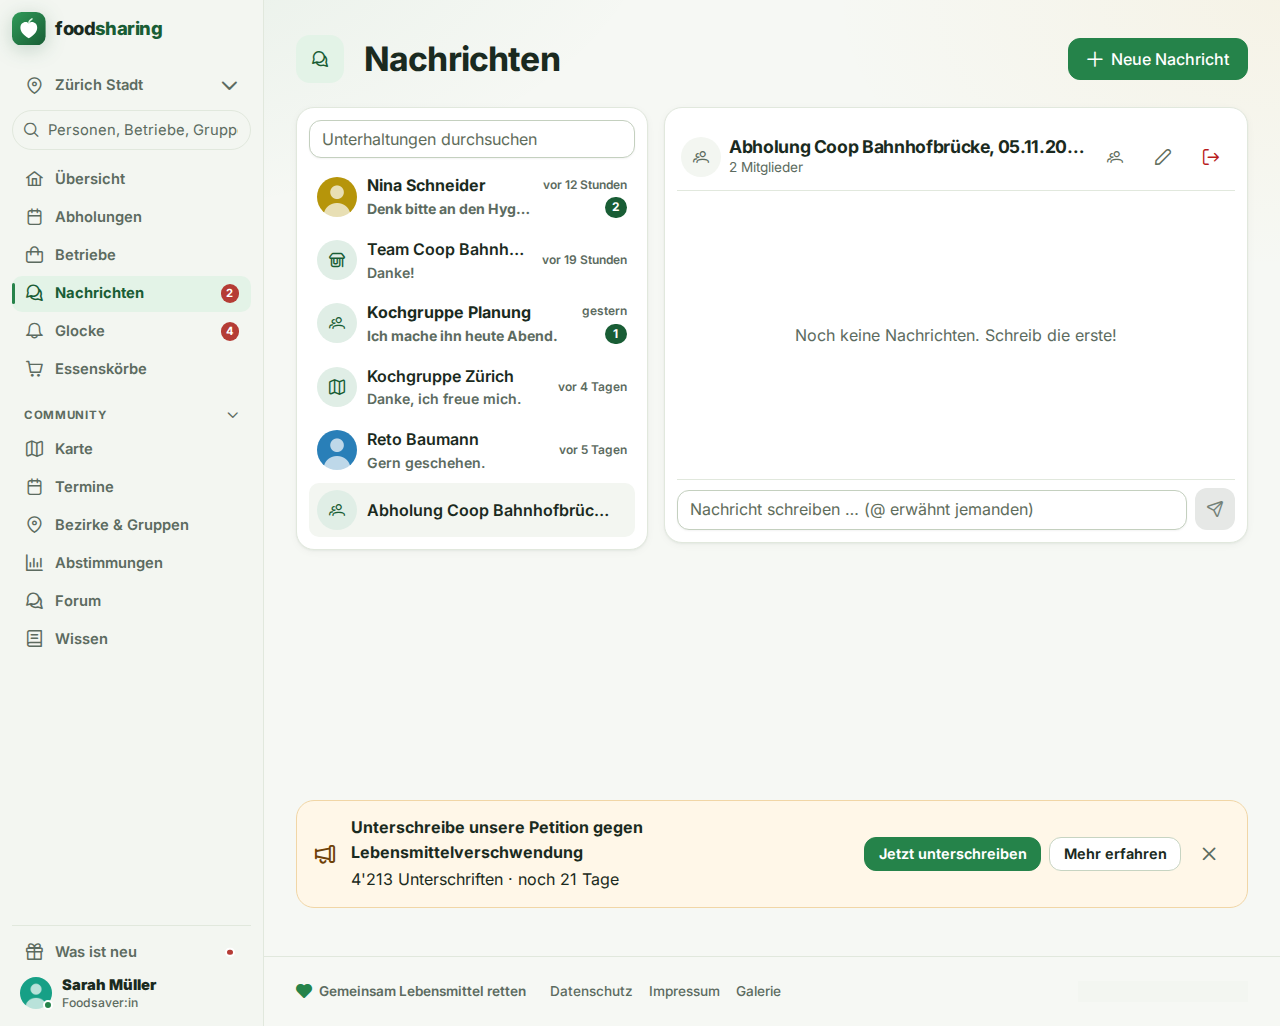 foodsharing
Zürich Stadt
Personen, Betriebe, Grupp
Übersicht
Abholungen
Betriebe
Nachrichten 2
Glocke 4
Essenskörbe
COMMUNITY
Karte
Termine
Bezirke & Gruppen
Abstimmungen
Forum
Wissen
Was ist neu
Sarah Müller
Foodsaver:in
Nachrichten
Neue Nachricht
Unterhaltungen durchsuchen
Nina Schneider vor 12 Stunden
Denk bitte an den Hyg... 2
Team Coop Bahnh... vor 19 Stunden
Danke!
Kochgruppe Planung gestern
Ich mache ihn heute Abend. 1
Kochgruppe Zürich vor 4 Tagen
Danke, ich freue mich.
Reto Baumann vor 5 Tagen
Gern geschehen.
Abholung Coop Bahnhofbrüc...
Abholung Coop Bahnhofbrücke, 05.11.20...
2 Mitglieder
Noch keine Nachrichten. Schreib die erste!
Nachricht schreiben ... (@ erwähnt jemanden)
Unterschreibe unsere Petition gegen
Lebensmittelverschwendung
4'213 Unterschriften · noch 21 Tage
Jetzt unterschreiben Mehr erfahren
Gemeinsam Lebensmittel retten Datenschutz Impressum Galerie